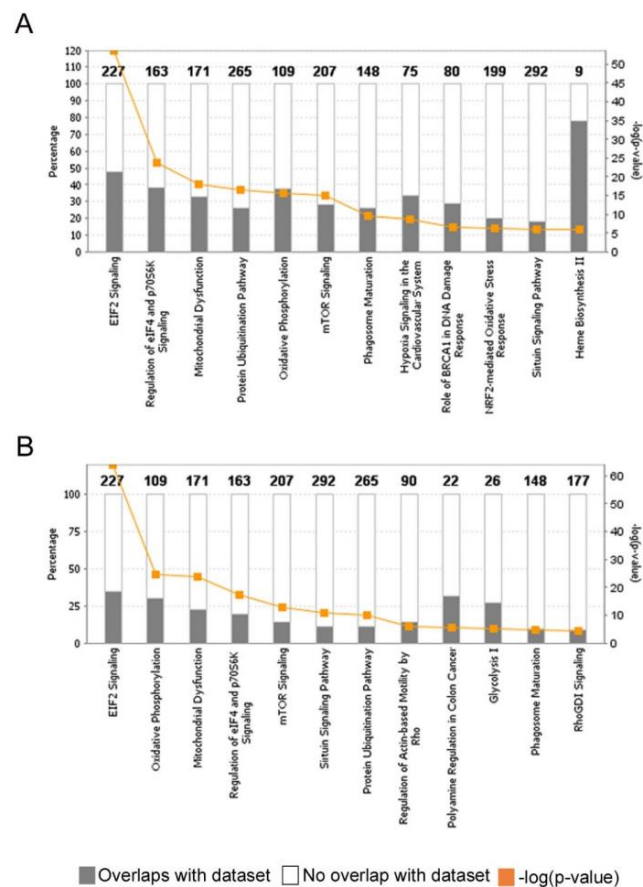 A
120
110
100
90
80
70
60
50
40
30
20
10
0
Percentage
227 163 171 265 109 207 148 75 80 199 292 9
50
45
40
35
30
25
20
15
10
5
0
-log(p-value)
EIF2 Signaling
Regulation of eIF4 and p70S6K
Signaling
Mitochondrial Dysfunction
Protein Ubiquitination Pathway
Oxidative Phosphorylation
mTOR Signaling
Phagosome Maturation
Hypoxia Signaling in the
Cardiovascular System
Role of BRCA1 in DNA Damage
Response
NRF2-mediated Oxidative Stress
Response
Sirtuin Signaling Pathway
Heme Biosynthesis II
B
100
75
50
25
0
Percentage
227 109 171 163 207 292 265 90 22 26 148 177
60
50
40
30
20
10
0
-log(p-value)
EIF2 Signaling
Oxidative Phosphorylation
Mitochondrial Dysfunction
Regulation of eIF4 and p70S6K
Signaling
mTOR Signaling
Sirtuin Signaling Pathway
Protein Ubiquitination Pathway
Regulation of Actin-based Motility by
Rho
Polyamine Regulation in Colon Cancer
Glycolysis I
Phagosome Maturation
RhoGDI Signaling
Overlaps with dataset No overlap with dataset -log(p-value)